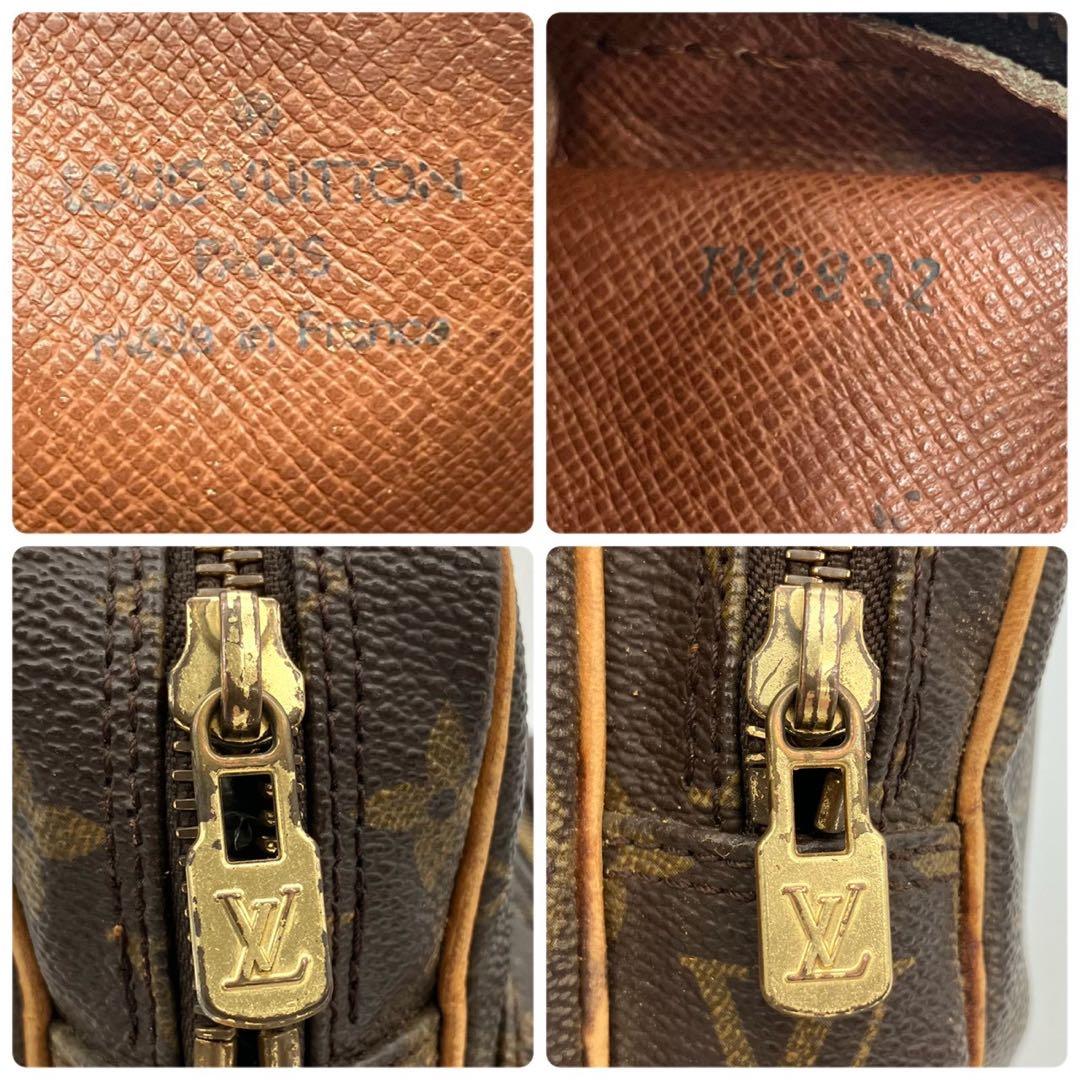 LOUIS VUITTON
PARIS
made in France
TH0932
LV
LV